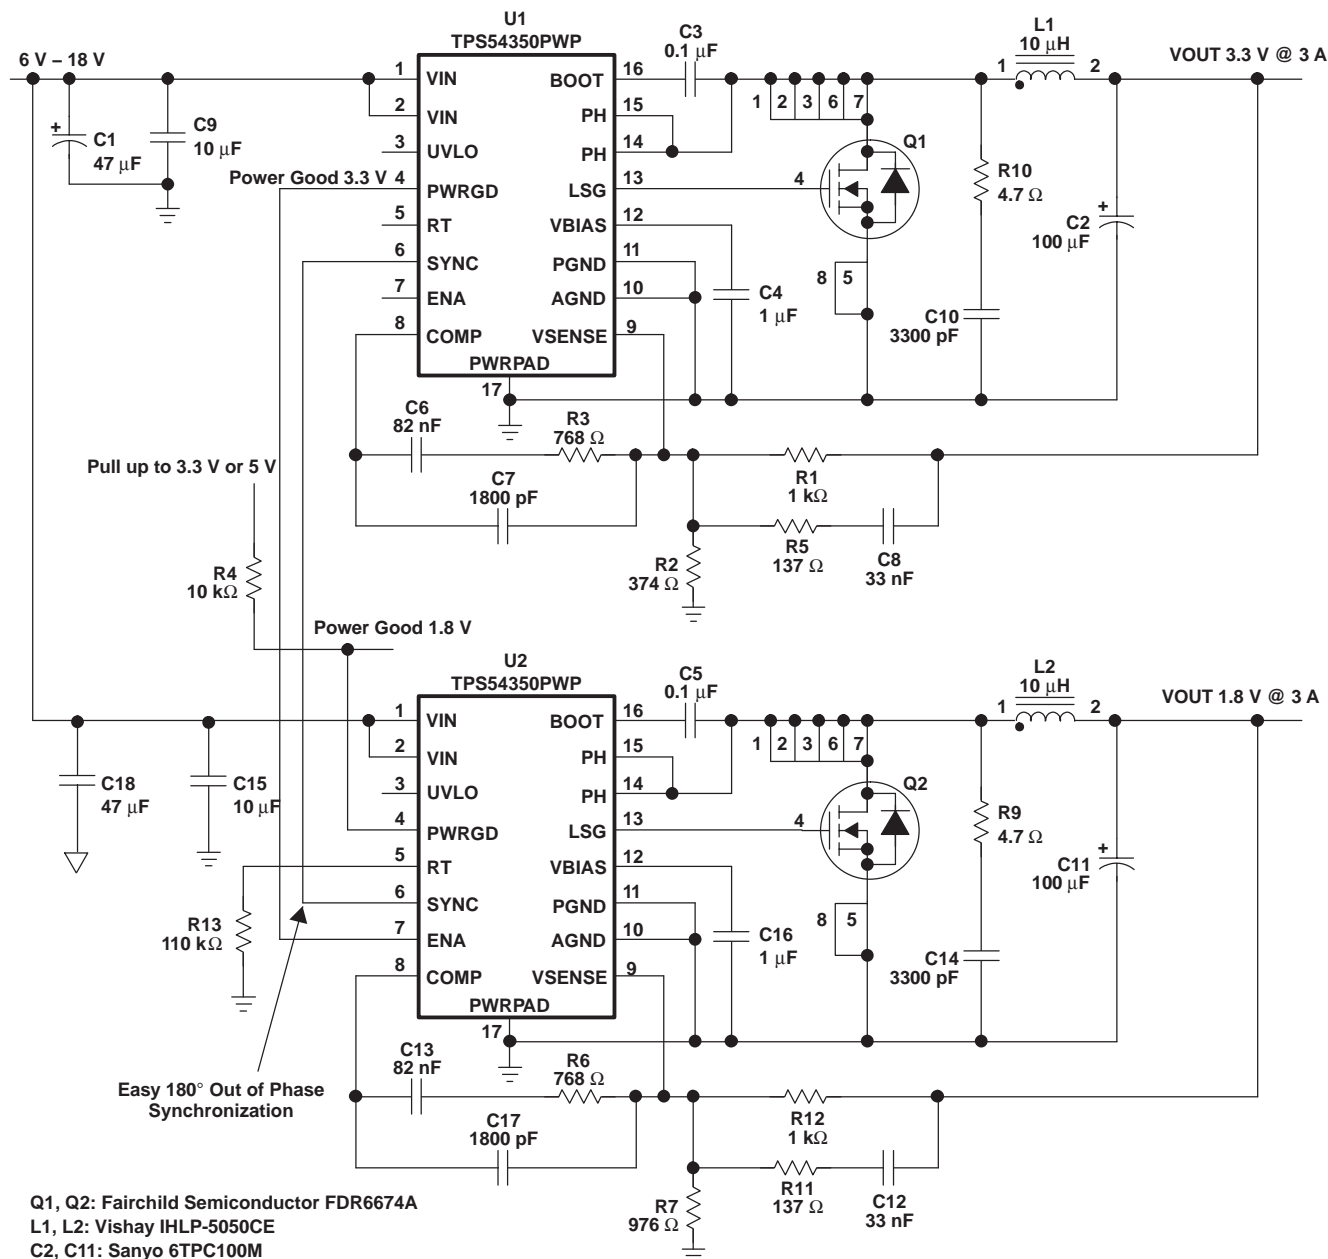 U1
TPS54350PWP
6 V – 18 V
C1
47 μF
C9
10 μF
1 VIN
2 VIN
3 UVLO
Power Good 3.3 V
4 PWRGD
5 RT
6 SYNC
7 ENA
8 COMP
BOOT 16
PH 15
PH 14
LSG 13
VBIAS 12
PGND 11
AGND 10
VSENSE 9
PWRPAD
17
C3
0.1 μF
1 2 3 6 7
Q1
4
8 5
C4
1 μF
R10
4.7 Ω
C10
3300 pF
L1
10 μH
1 2
VOUT 3.3 V @ 3 A
+
C2
100 μF
+
C6
82 nF
R3
768 Ω
C7
1800 pF
R1
1 kΩ
R5
137 Ω
C8
33 nF
R2
374 Ω
Pull up to 3.3 V or 5 V
R4
10 kΩ
Power Good 1.8 V
U2
TPS54350PWP
C18
47 μF
C15
10 μF
1 VIN
2 VIN
3 UVLO
4 PWRGD
5 RT
6 SYNC
7 ENA
8 COMP
BOOT 16
PH 15
PH 14
LSG 13
VBIAS 12
PGND 11
AGND 10
VSENSE 9
PWRPAD
17
R13
110 kΩ
C5
0.1 μF
1 2 3 6 7
Q2
4
8 5
C16
1 μF
R9
4.7 Ω
C14
3300 pF
L2
10 μH
1 2
VOUT 1.8 V @ 3 A
+
C11
100 μF
Easy 180° Out of Phase
Synchronization
C13
82 nF
R6
768 Ω
C17
1800 pF
R12
1 kΩ
R11
137 Ω
C12
33 nF
R7
976 Ω
Q1, Q2: Fairchild Semiconductor FDR6674A
L1, L2: Vishay IHLP-5050CE
C2, C11: Sanyo 6TPC100M